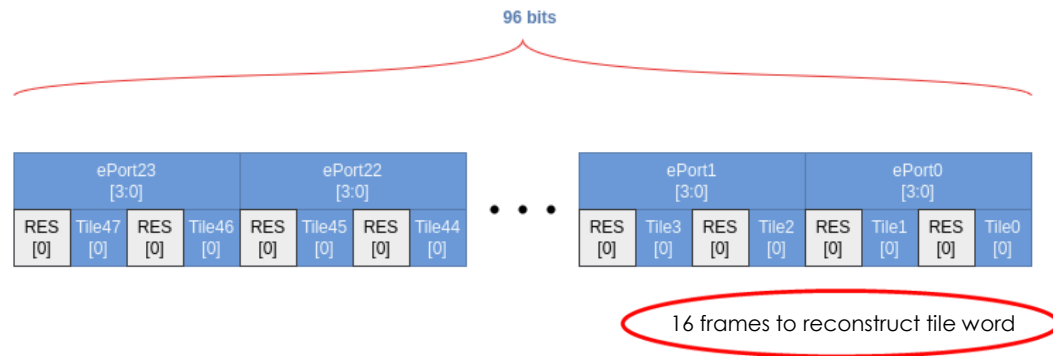 96 bits
ePort23 ePort22 ePort1 ePort0
[3:0] [3:0] [3:0] [3:0]
RES Tile47 RES Tile46 RES Tile45 RES Tile44 • • • RES Tile3 RES Tile2 RES Tile1 RES Tile0
[0] [0] [0] [0] [0] [0] [0] [0] [0] [0] [0] [0] [0] [0] [0] [0]
16 frames to reconstruct tile word